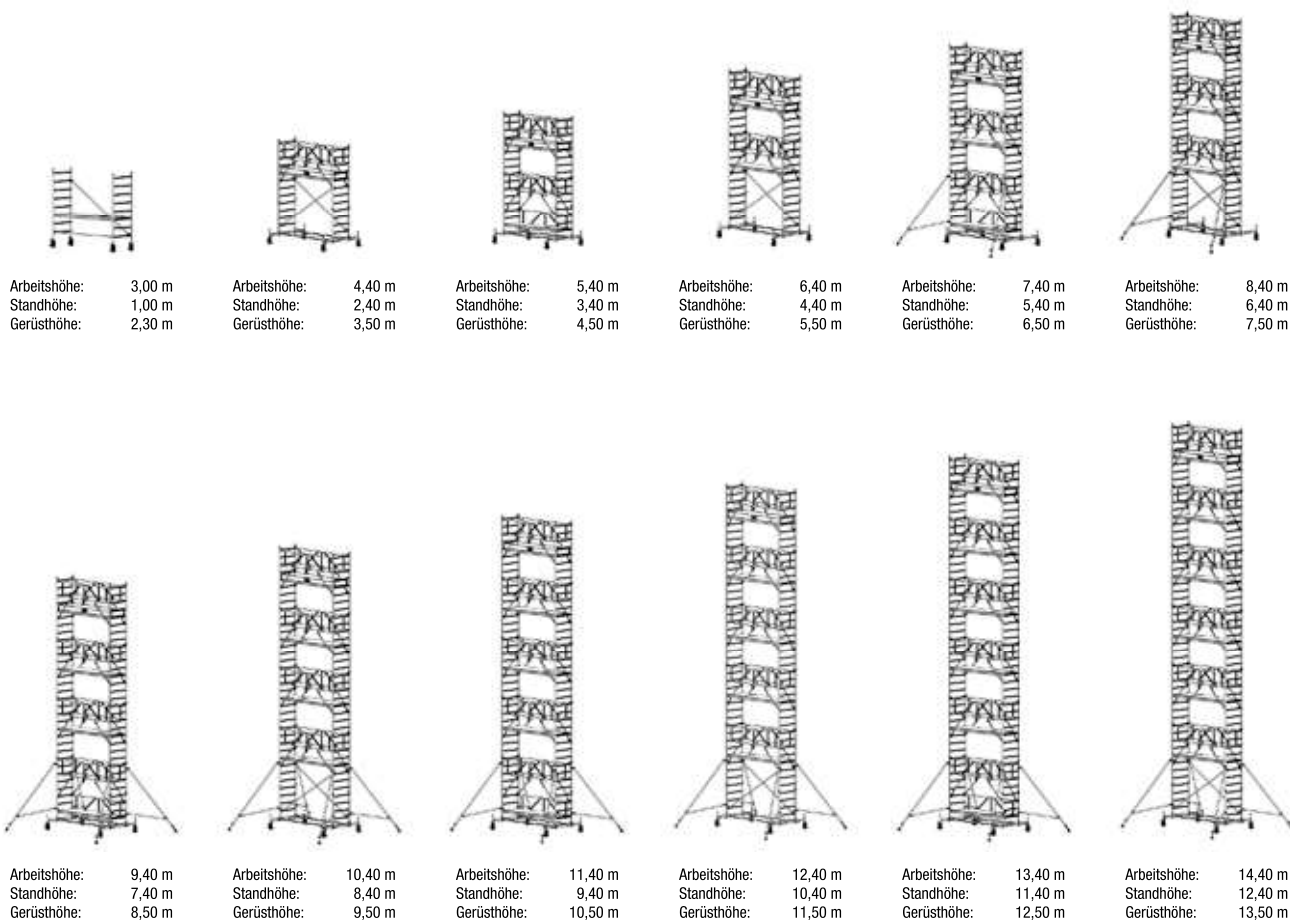 Arbeitshöhe: 3,00 m
Standhöhe: 1,00 m
Gerüsthöhe: 2,30 m
Arbeitshöhe: 4,40 m
Standhöhe: 2,40 m
Gerüsthöhe: 3,50 m
Arbeitshöhe: 5,40 m
Standhöhe: 3,40 m
Gerüsthöhe: 4,50 m
Arbeitshöhe: 6,40 m
Standhöhe: 4,40 m
Gerüsthöhe: 5,50 m
Arbeitshöhe: 7,40 m
Standhöhe: 5,40 m
Gerüsthöhe: 6,50 m
Arbeitshöhe: 8,40 m
Standhöhe: 6,40 m
Gerüsthöhe: 7,50 m
Arbeitshöhe: 9,40 m
Standhöhe: 7,40 m
Gerüsthöhe: 8,50 m
Arbeitshöhe: 10,40 m
Standhöhe: 8,40 m
Gerüsthöhe: 9,50 m
Arbeitshöhe: 11,40 m
Standhöhe: 9,40 m
Gerüsthöhe: 10,50 m
Arbeitshöhe: 12,40 m
Standhöhe: 10,40 m
Gerüsthöhe: 11,50 m
Arbeitshöhe: 13,40 m
Standhöhe: 11,40 m
Gerüsthöhe: 12,50 m
Arbeitshöhe: 14,40 m
Standhöhe: 12,40 m
Gerüsthöhe: 13,50 m